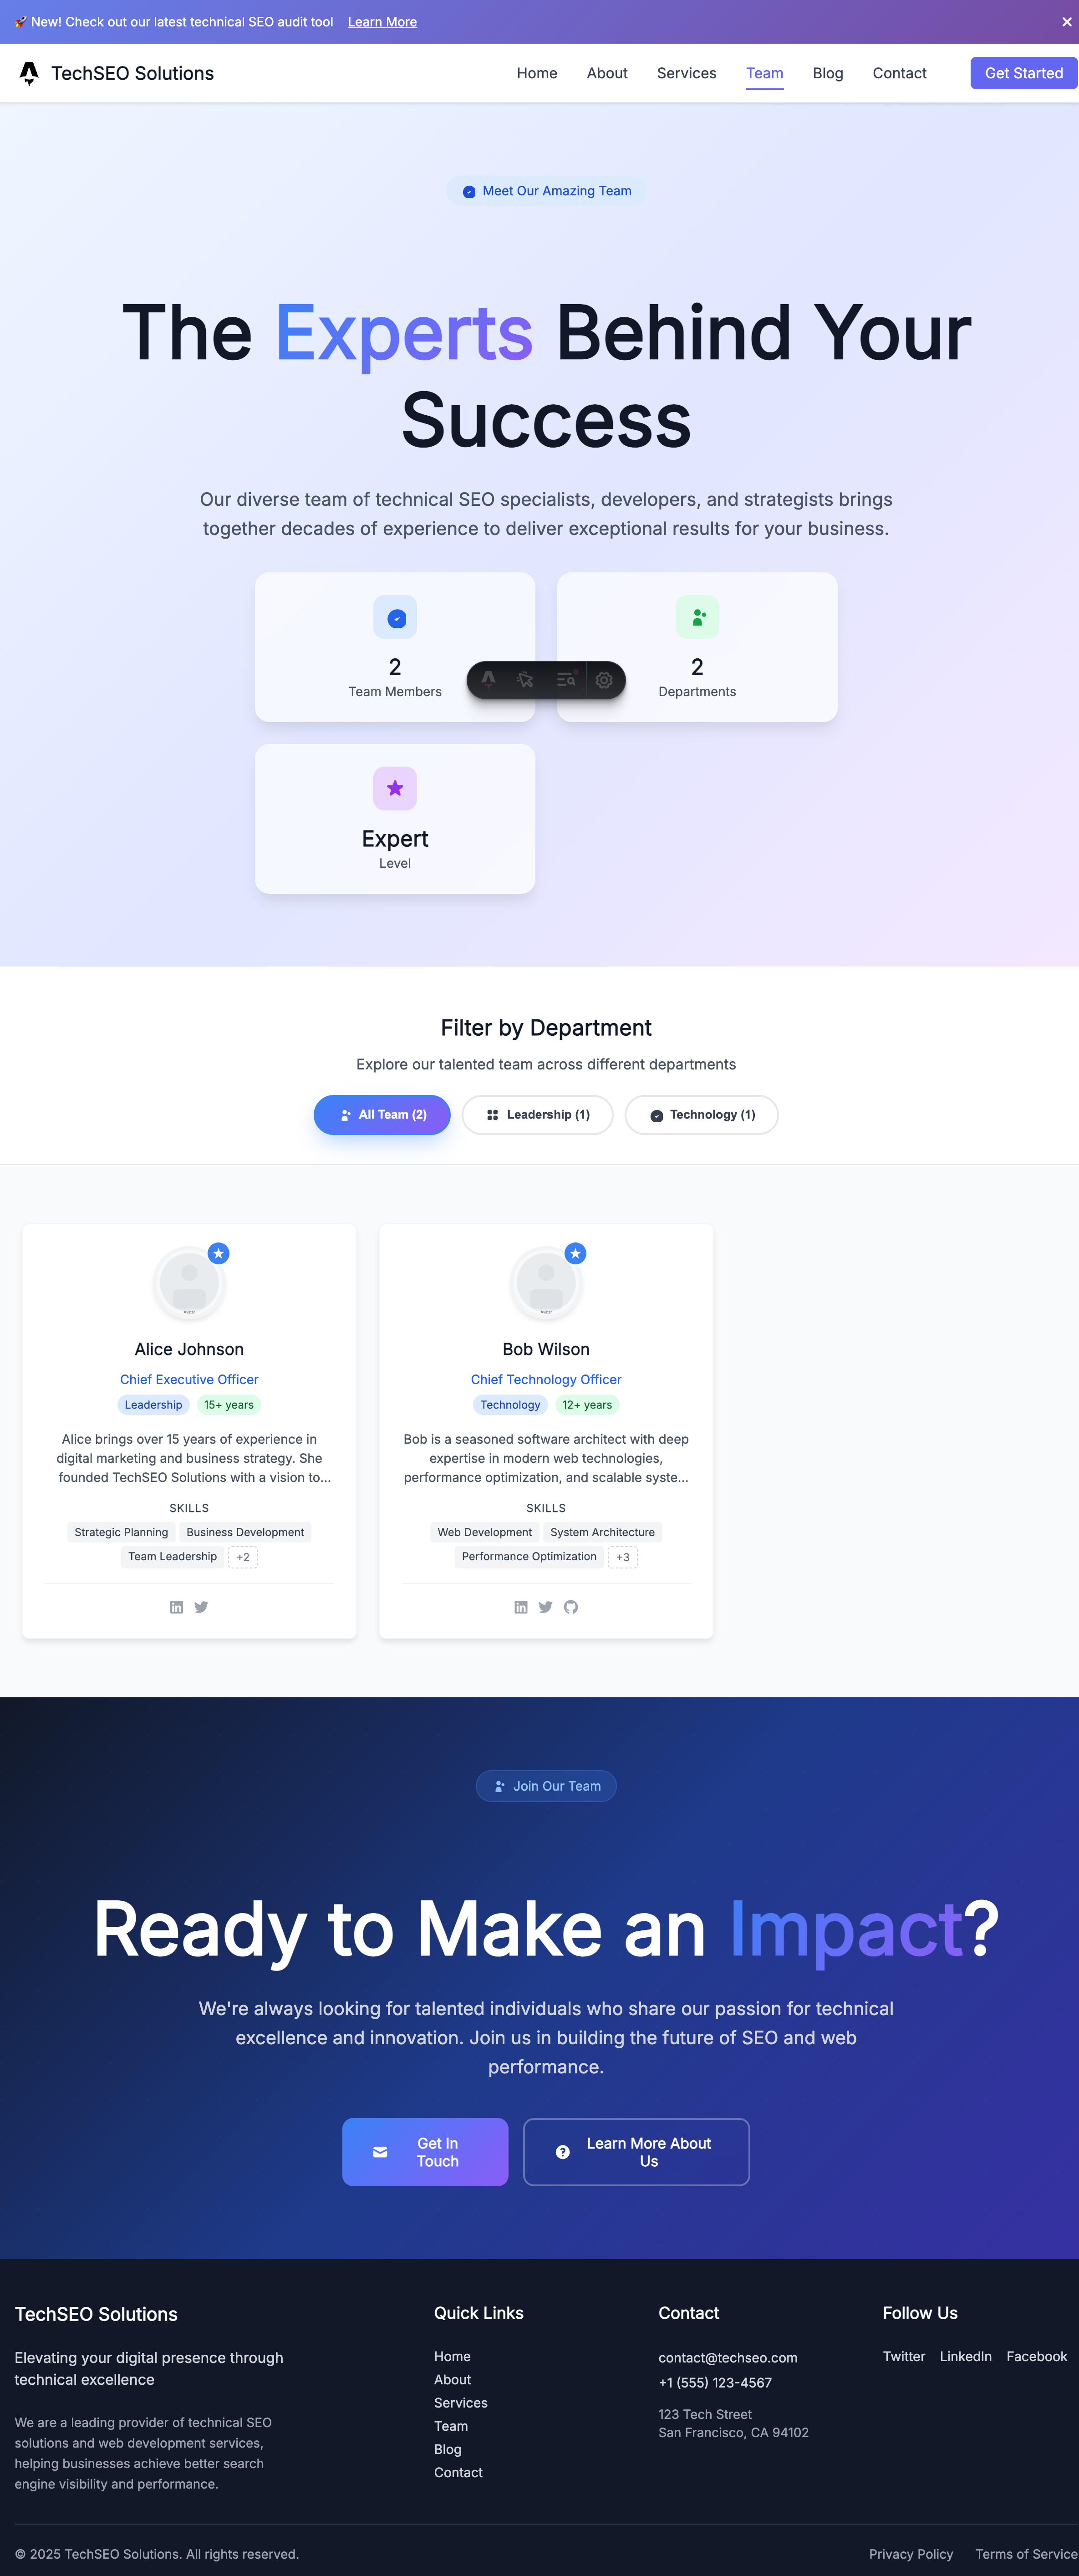 🚀 New! Check out our latest technical SEO audit tool Learn More ✕
TechSEO Solutions
Home About Services Team Blog Contact Get Started
Meet Our Amazing Team
The Experts Behind Your
Success
Our diverse team of technical SEO specialists, developers, and strategists brings
together decades of experience to deliver exceptional results for your business.
2
Team Members
2
Departments
Expert
Level
Filter by Department
Explore our talented team across different departments
All Team (2) Leadership (1) Technology (1)
Alice Johnson
Chief Executive Officer
Leadership 15+ years
Alice brings over 15 years of experience in
digital marketing and business strategy. She
founded TechSEO Solutions with a vision to...
SKILLS
Strategic Planning Business Development
Team Leadership +2
Bob Wilson
Chief Technology Officer
Technology 12+ years
Bob is a seasoned software architect with deep
expertise in modern web technologies,
performance optimization, and scalable syste...
SKILLS
Web Development System Architecture
Performance Optimization +3
Join Our Team
Ready to Make an Impact?
We're always looking for talented individuals who share our passion for technical
excellence and innovation. Join us in building the future of SEO and web
performance.
Get In
Touch
Learn More About
Us
TechSEO Solutions
Elevating your digital presence through
technical excellence
We are a leading provider of technical SEO
solutions and web development services,
helping businesses achieve better search
engine visibility and performance.
Quick Links
Home
About
Services
Team
Blog
Contact
Contact
contact@techseo.com
+1 (555) 123-4567
123 Tech Street
San Francisco, CA 94102
Follow Us
Twitter LinkedIn Facebook
© 2025 TechSEO Solutions. All rights reserved.
Privacy Policy Terms of Service